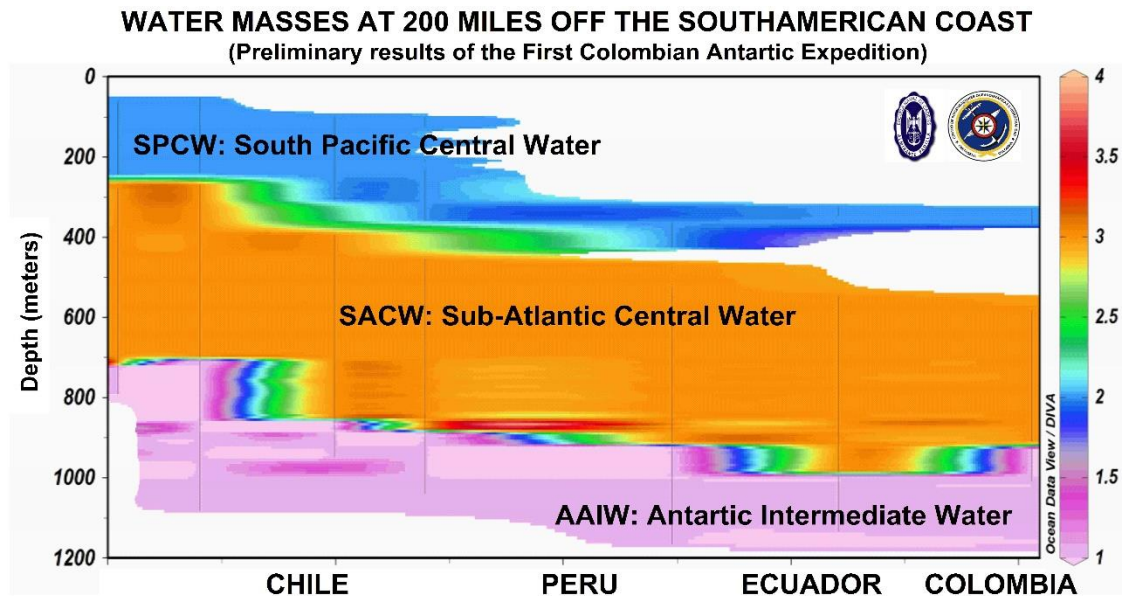 WATER MASSES AT 200 MILES OFF THE SOUTHAMERICAN COAST
(Preliminary results of the First Colombian Antartic Expedition)
Depth (meters)
0
200
400
600
800
1000
1200
SPCW: South Pacific Central Water
SACW: Sub-Atlantic Central Water
AAIW: Antartic Intermediate Water
Ocean Data View / DIVA
4
3.5
3
2.5
2
1.5
1
CHILE PERU ECUADOR COLOMBIA